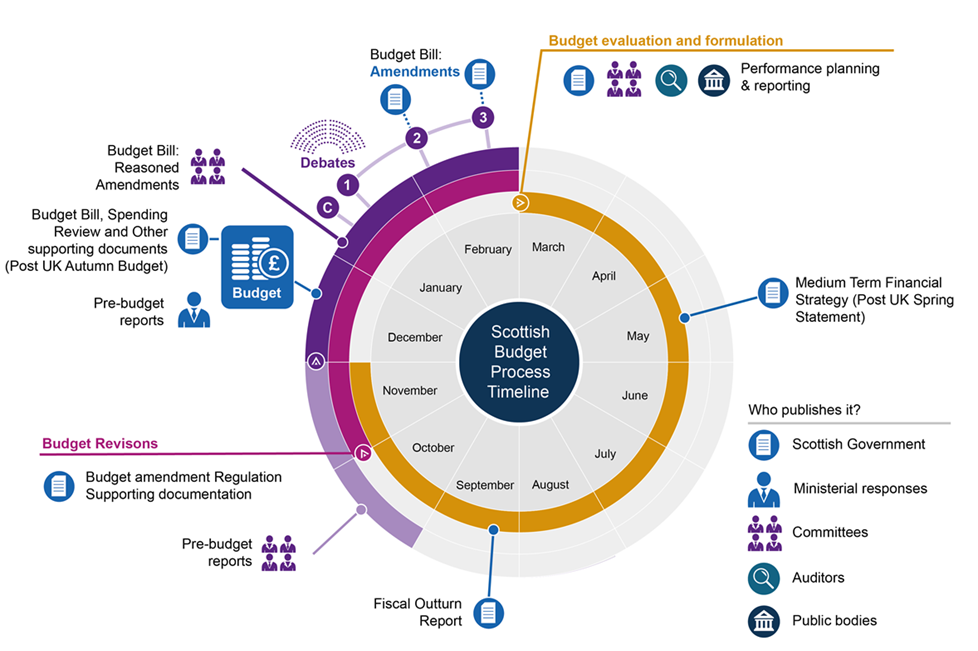 Budget evaluation and formulation
Performance planning
& reporting
Budget Bill:
Amendments
3
2
Debates
1
C
Budget Bill:
Reasoned
Amendments
Budget Bill, Spending
Review and Other
supporting documents
(Post UK Autumn Budget)
£
Budget
Pre-budget
reports
February
March
January
April
December
May
November
June
October
July
September
August
Scottish
Budget
Process
Timeline
Medium Term Financial
Strategy (Post UK Spring
Statement)
Budget Revisons
Budget amendment Regulation
Supporting documentation
Pre-budget
reports
Fiscal Outturn
Report
Who publishes it?
Scottish Government
Ministerial responses
Committees
Auditors
Public bodies